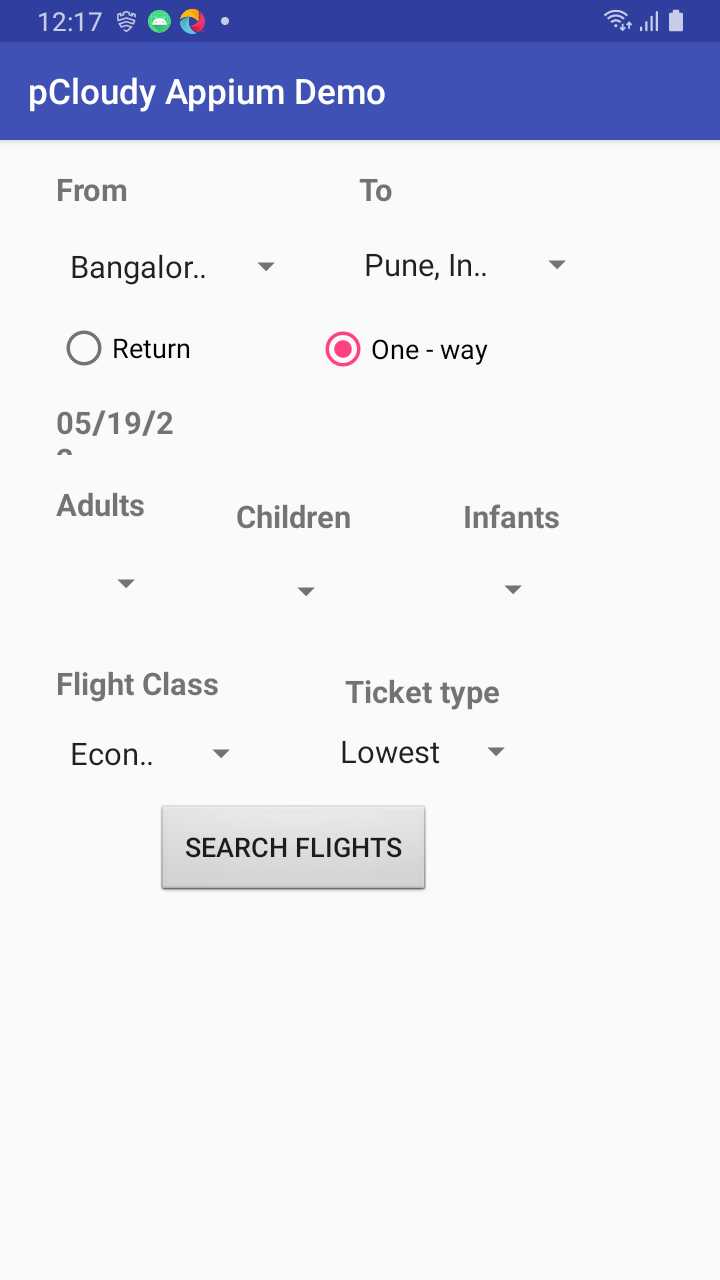 12:17
pCloudy Appium Demo
From To
Bangalor.. Pune, In..
Return One - way
05/19/2
Adults Children Infants
Flight Class Ticket type
Econ.. Lowest
SEARCH FLIGHTS